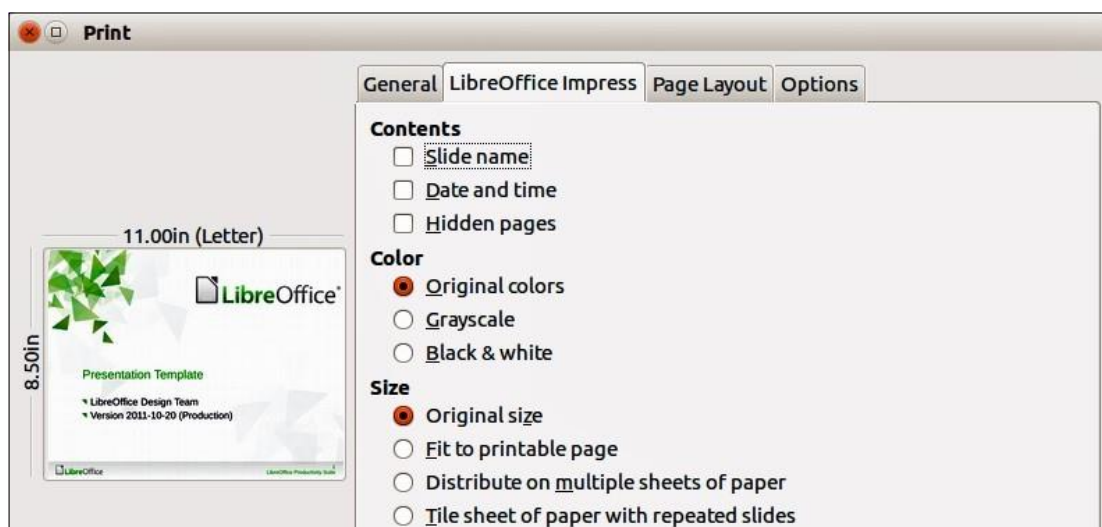 Print
General LibreOffice Impress Page Layout Options
Contents
Slide name
Date and time
Hidden pages
Color
Original colors
Grayscale
Black & white
Size
Original size
Fit to printable page
Distribute on multiple sheets of paper
Tile sheet of paper with repeated slides
11.00in (Letter)
8.50in
LibreOffice
Presentation Template
LibreOffice Design Team
Version 2011-10-20 (Production)
LibreOffice
LibreOffice Productivity Suite